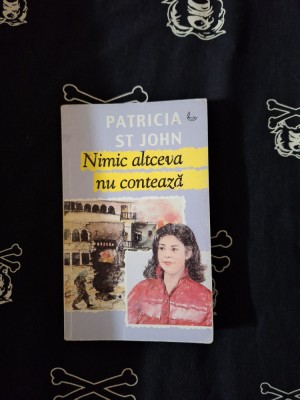 PATRICIA
ST JOHN
Nimic altceva
nu contează